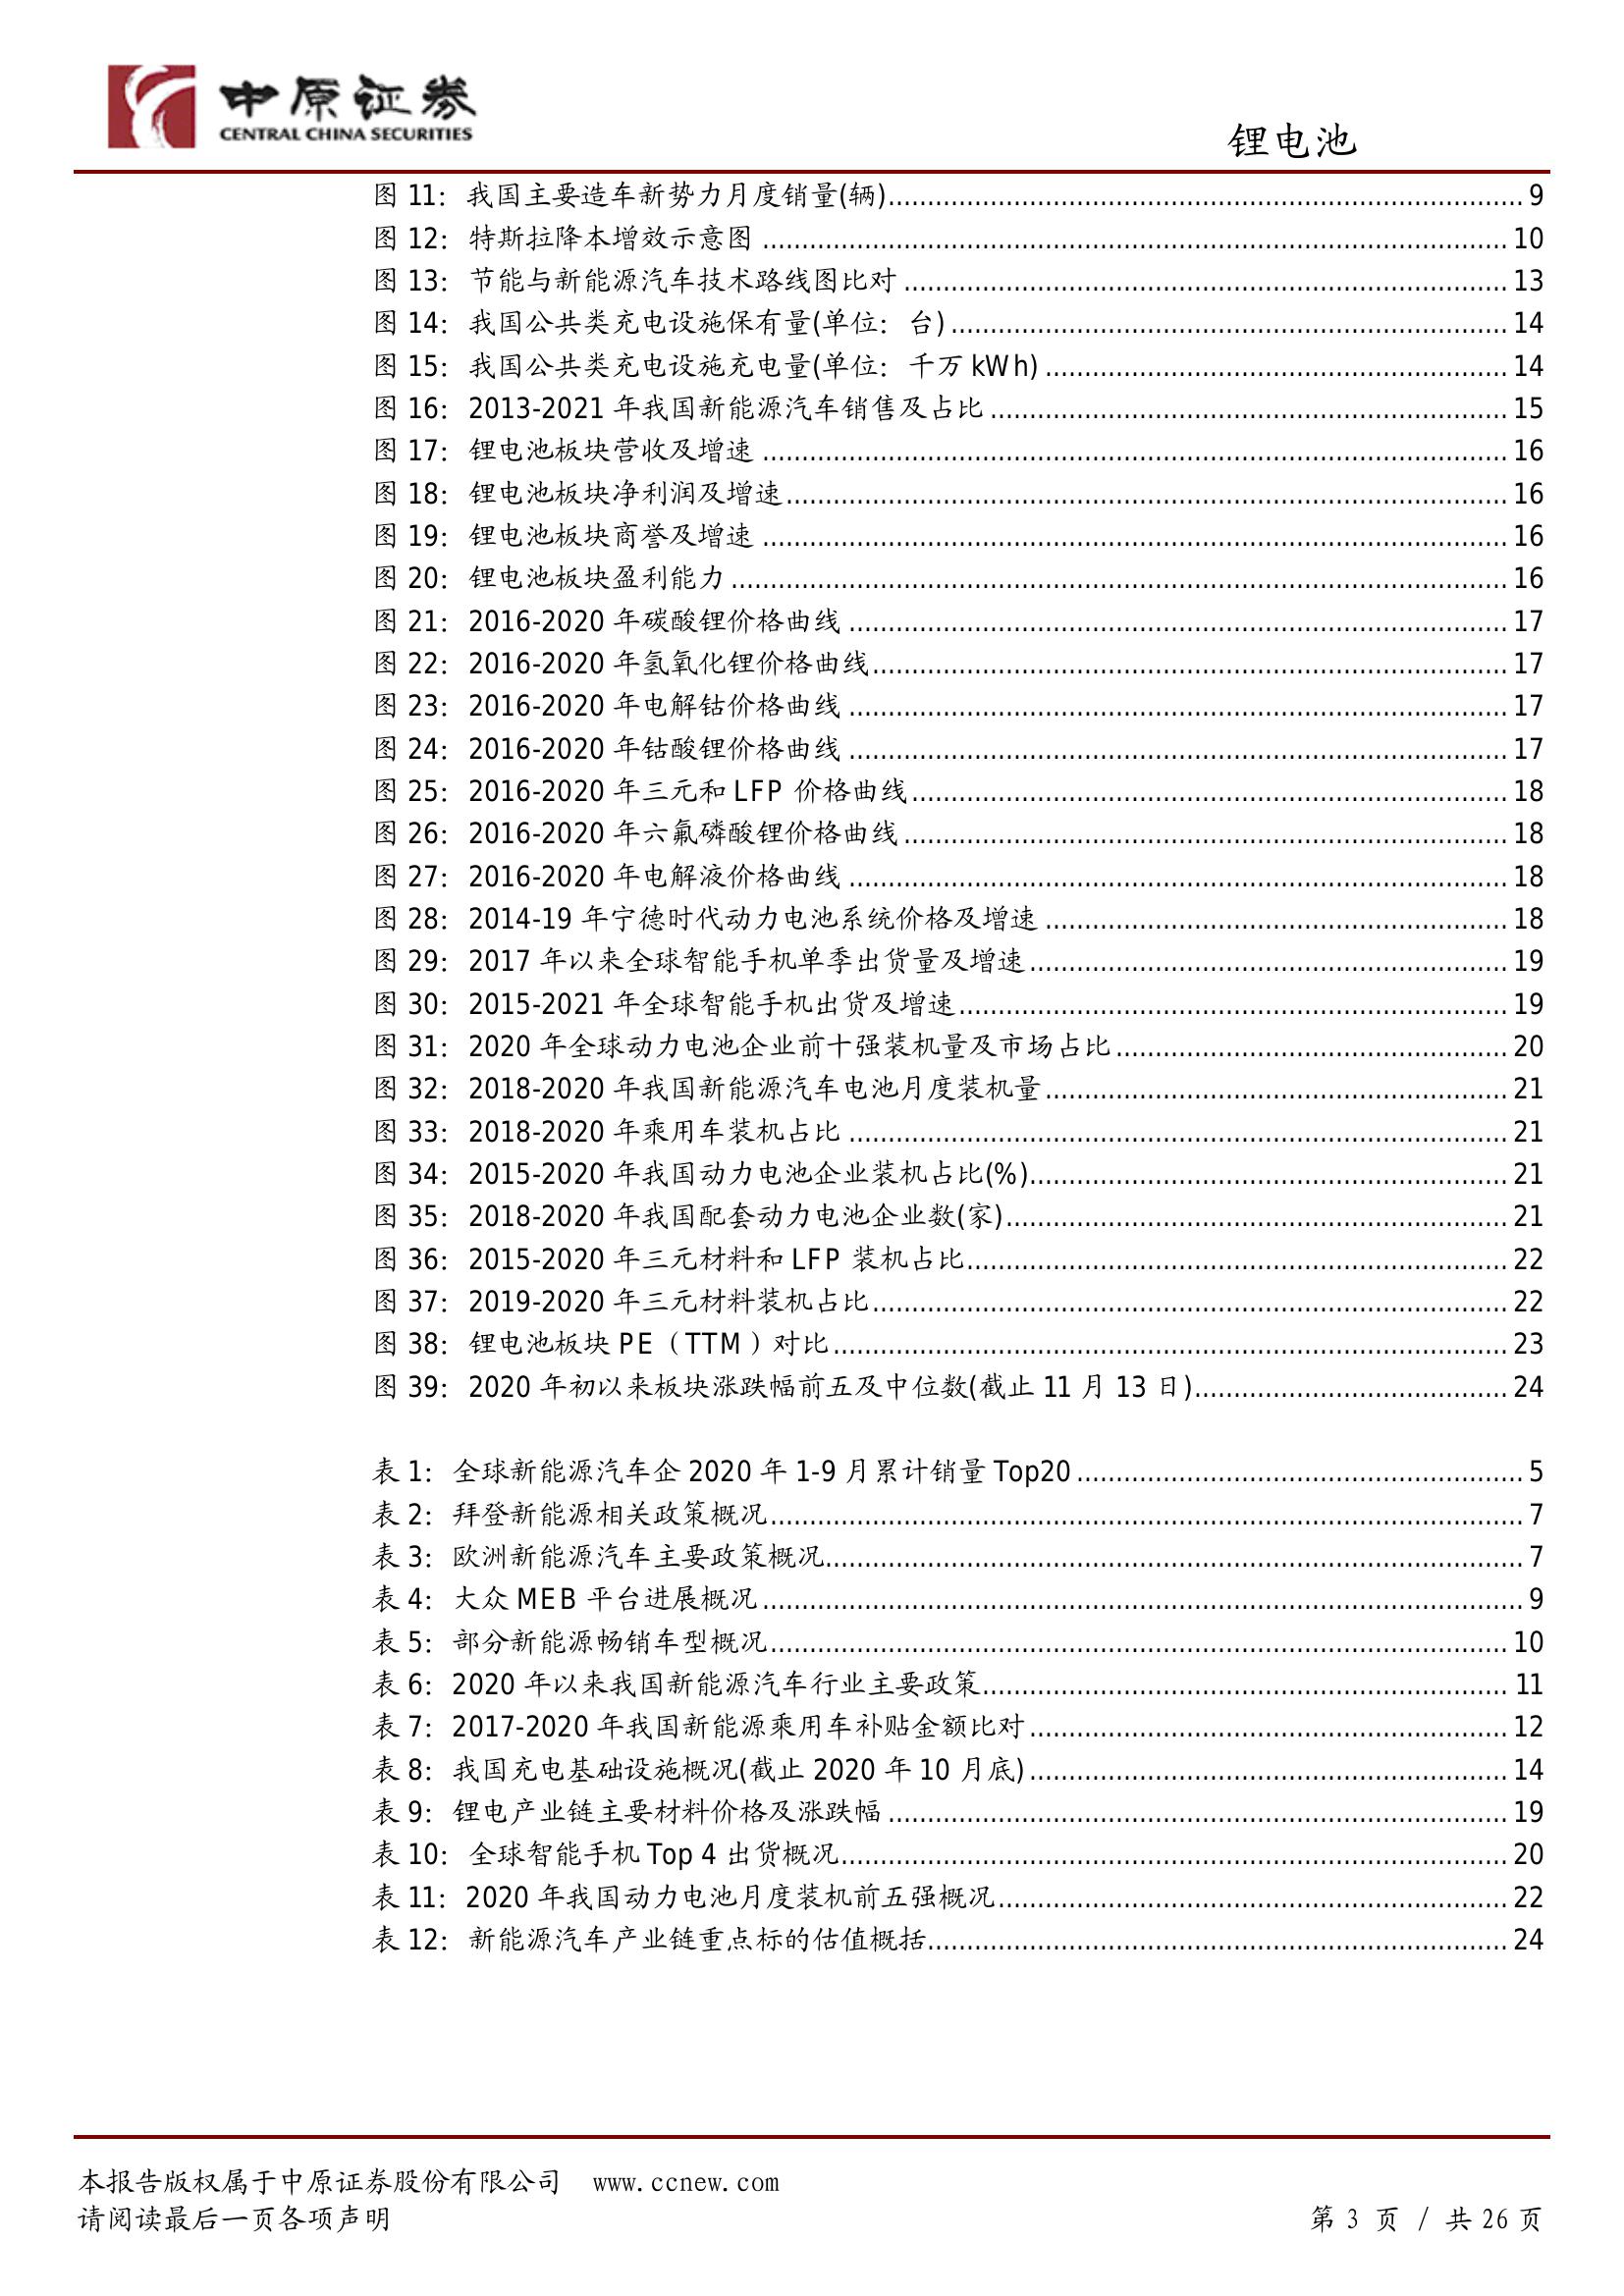 中原证券
CENTRAL CHINA SECURITIES
锂电池
图 11：我国主要造车新势力月度销量(辆)........ 9
图 12：特斯拉降本增效示意图 ........ 10
图 13：节能与新能源汽车技术路线图比对 ........ 13
图 14：我国公共类充电设施保有量(单位：台) ........ 14
图 15：我国公共类充电设施充电量(单位：千万 kWh) ........ 14
图 16：2013-2021 年我国新能源汽车销售及占比 ........ 15
图 17：锂电池板块营收及增速 ........ 16
图 18：锂电池板块净利润及增速........ 16
图 19：锂电池板块商誉及增速 ........ 16
图 20：锂电池板块盈利能力 ........ 16
图 21：2016-2020 年碳酸锂价格曲线 ........ 17
图 22：2016-2020 年氢氧化锂价格曲线........ 17
图 23：2016-2020 年电解钴价格曲线 ........ 17
图 24：2016-2020 年钴酸锂价格曲线 ........ 17
图 25：2016-2020 年三元和 LFP 价格曲线........ 18
图 26：2016-2020 年六氟磷酸锂价格曲线 ........ 18
图 27：2016-2020 年电解液价格曲线 ........ 18
图 28：2014-19 年宁德时代动力电池系统价格及增速 ........ 18
图 29：2017 年以来全球智能手机单季出货量及增速........ 19
图 30：2015-2021 年全球智能手机出货及增速........ 19
图 31：2020 年全球动力电池企业前十强装机量及市场占比........ 20
图 32：2018-2020 年我国新能源汽车电池月度装机量 ........ 21
图 33：2018-2020 年乘用车装机占比 ........ 21
图 34：2015-2020 年我国动力电池企业装机占比(%)........ 21
图 35：2018-2020 年我国配套动力电池企业数(家)........ 21
图 36：2015-2020 年三元材料和 LFP 装机占比........ 22
图 37：2019-2020 年三元材料装机占比........ 22
图 38：锂电池板块 PE（TTM）对比........ 23
图 39：2020 年初以来板块涨跌幅前五及中位数(截止 11 月 13 日)........ 24
表 1：全球新能源汽车企 2020 年 1-9 月累计销量 Top20 ........ 5
表 2：拜登新能源相关政策概况........ 7
表 3：欧洲新能源汽车主要政策概况........ 7
表 4：大众 MEB 平台进展概况 ........ 9
表 5：部分新能源畅销车型概况........ 10
表 6：2020 年以来我国新能源汽车行业主要政策........ 11
表 7：2017-2020 年我国新能源乘用车补贴金额比对 ........ 12
表 8：我国充电基础设施概况(截止 2020 年 10 月底) ........ 14
表 9：锂电产业链主要材料价格及涨跌幅 ........ 19
表 10：全球智能手机 Top 4 出货概况........ 20
表 11：2020 年我国动力电池月度装机前五强概况........ 22
表 12：新能源汽车产业链重点标的估值概括........ 24
本报告版权属于中原证券股份有限公司 www.ccnew.com
请阅读最后一页各项声明 第 3 页 / 共 26 页